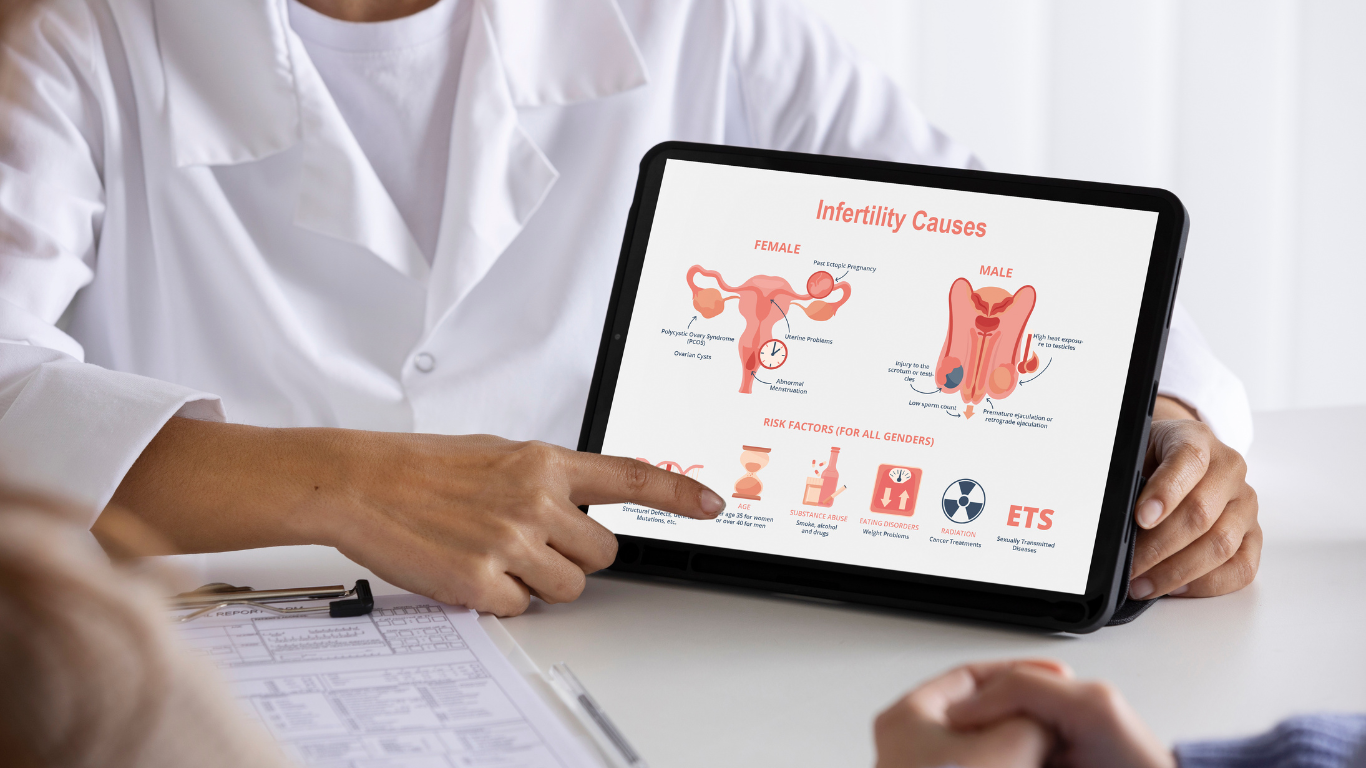 Infertility Causes
FEMALE
Past Ectopic Pregnancy
Polycystic Ovary Syndrome
(PCOS)
Ovarian Cysts
Uterine Problems
Abnormal
Menstruation
MALE
High heat exposu-
re to testicles
Injury to the
scrotum or testi-
cles
Low sperm count
Premature ejaculation or
retrograde ejaculation
RISK FACTORS (FOR ALL GENDERS)
Structural Defects,
Mutations, etc.
AGE
age 35 for women
or over 40 for men
SUBSTANCE ABUSE
Smoke, alcohol
and drugs
EATING DISORDERS
Weight Problems
RADIATION
Cancer Treatments
ETS
Sexually Transmitted
Diseases
REPORT